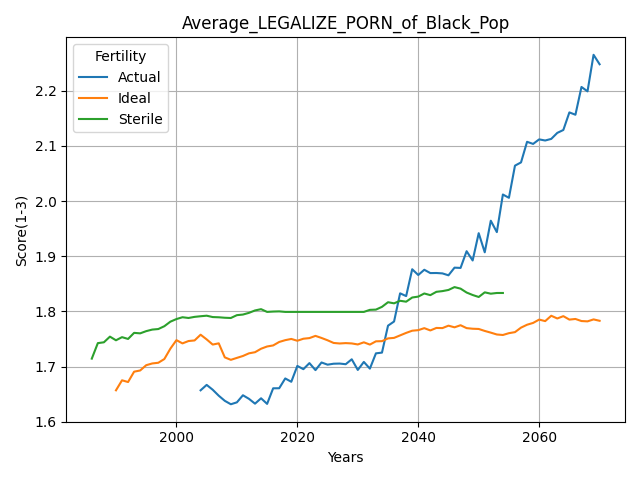 Average_LEGALIZE_PORN_of_Black_Pop
Fertility
Actual
Ideal
Sterile
Score(1-3)
2.2
2.1
2.0
1.9
1.8
1.7
1.6
2000 2020 2040 2060
Years